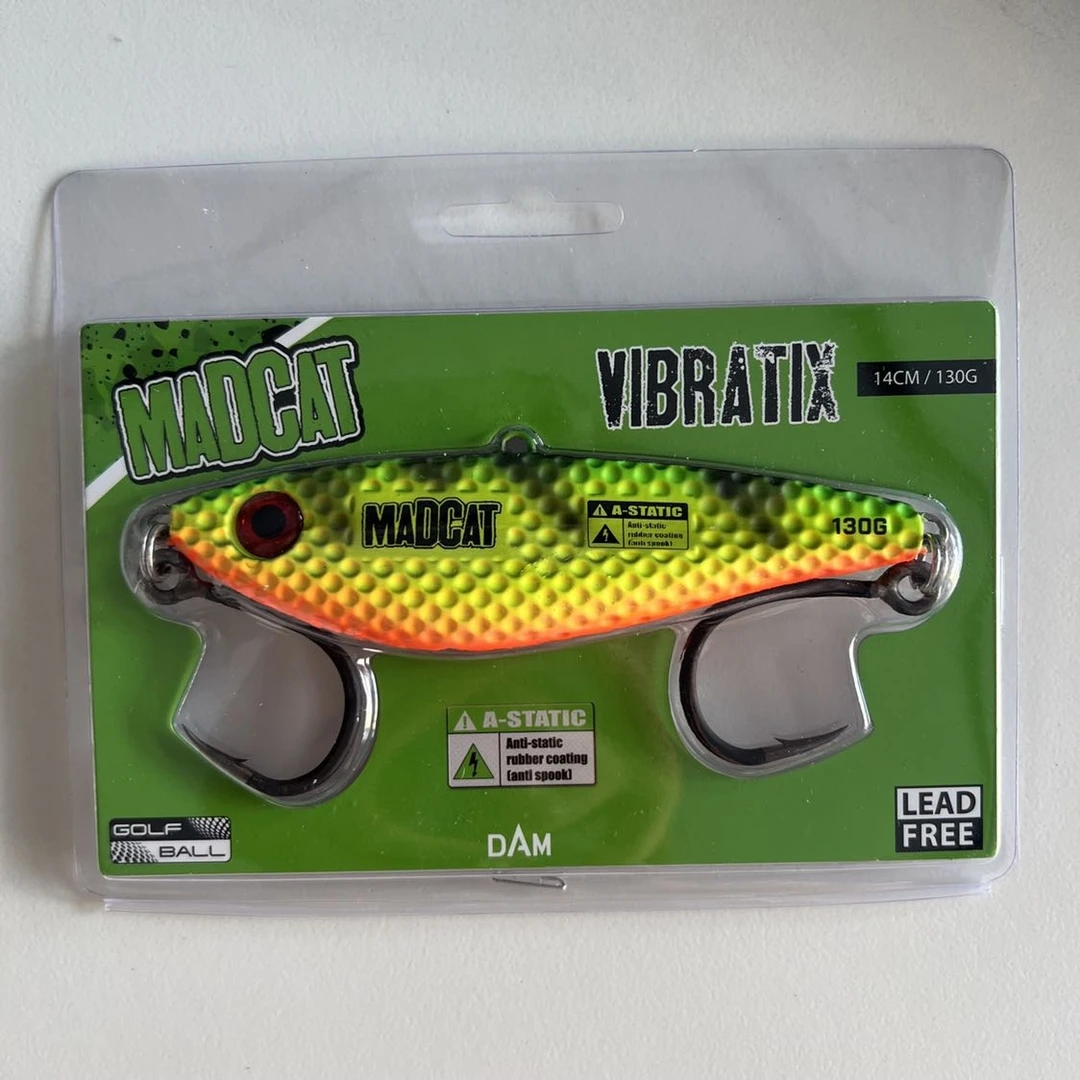 MADCAT
VIBRATIX
14CM / 130G
MADCAT
A-STATIC
Anti-static
rubber coating
(anti spook)
130G
A-STATIC
Anti-static
rubber coating
(anti spook)
GOLF
BALL
DAM
LEAD
FREE